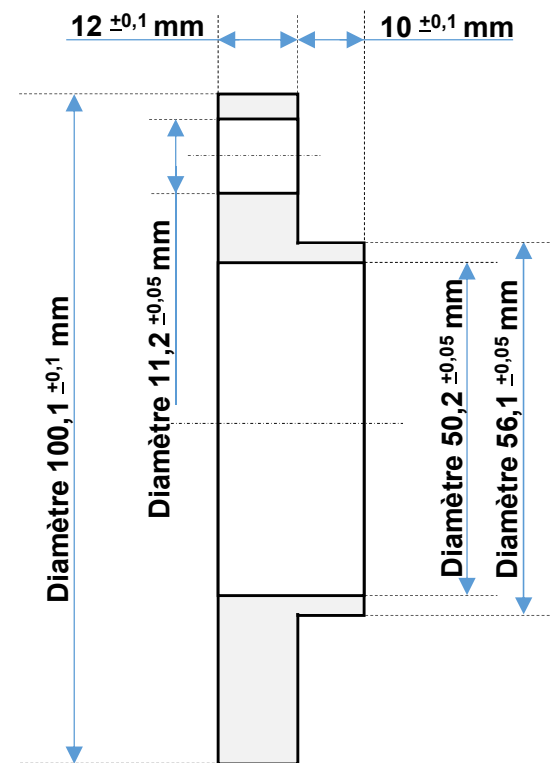 12 ±0,1 mm
10 ±0,1 mm
Diamètre 100,1 ±0,1 mm
Diamètre 11,2 ±0,05 mm
Diamètre 50,2 ±0,05 mm
Diamètre 56,1 ±0,05 mm